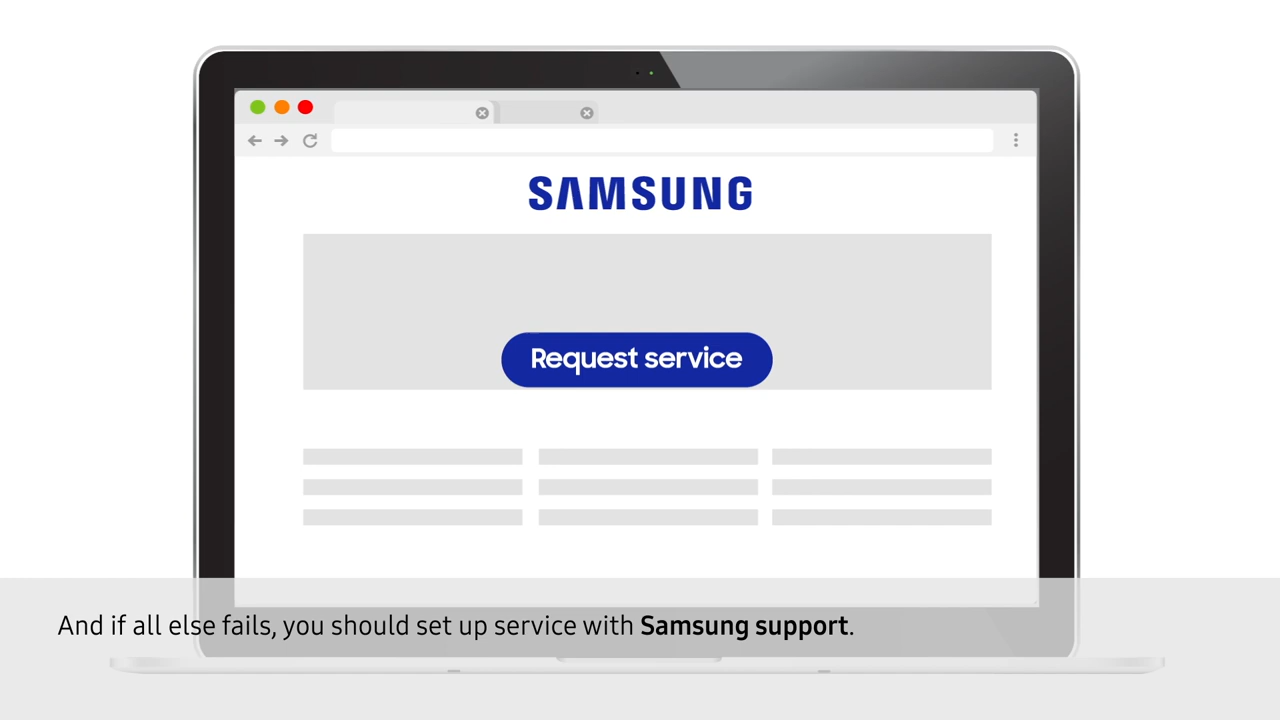 SAMSUNG
Request service
And if all else fails, you should set up service with Samsung support.